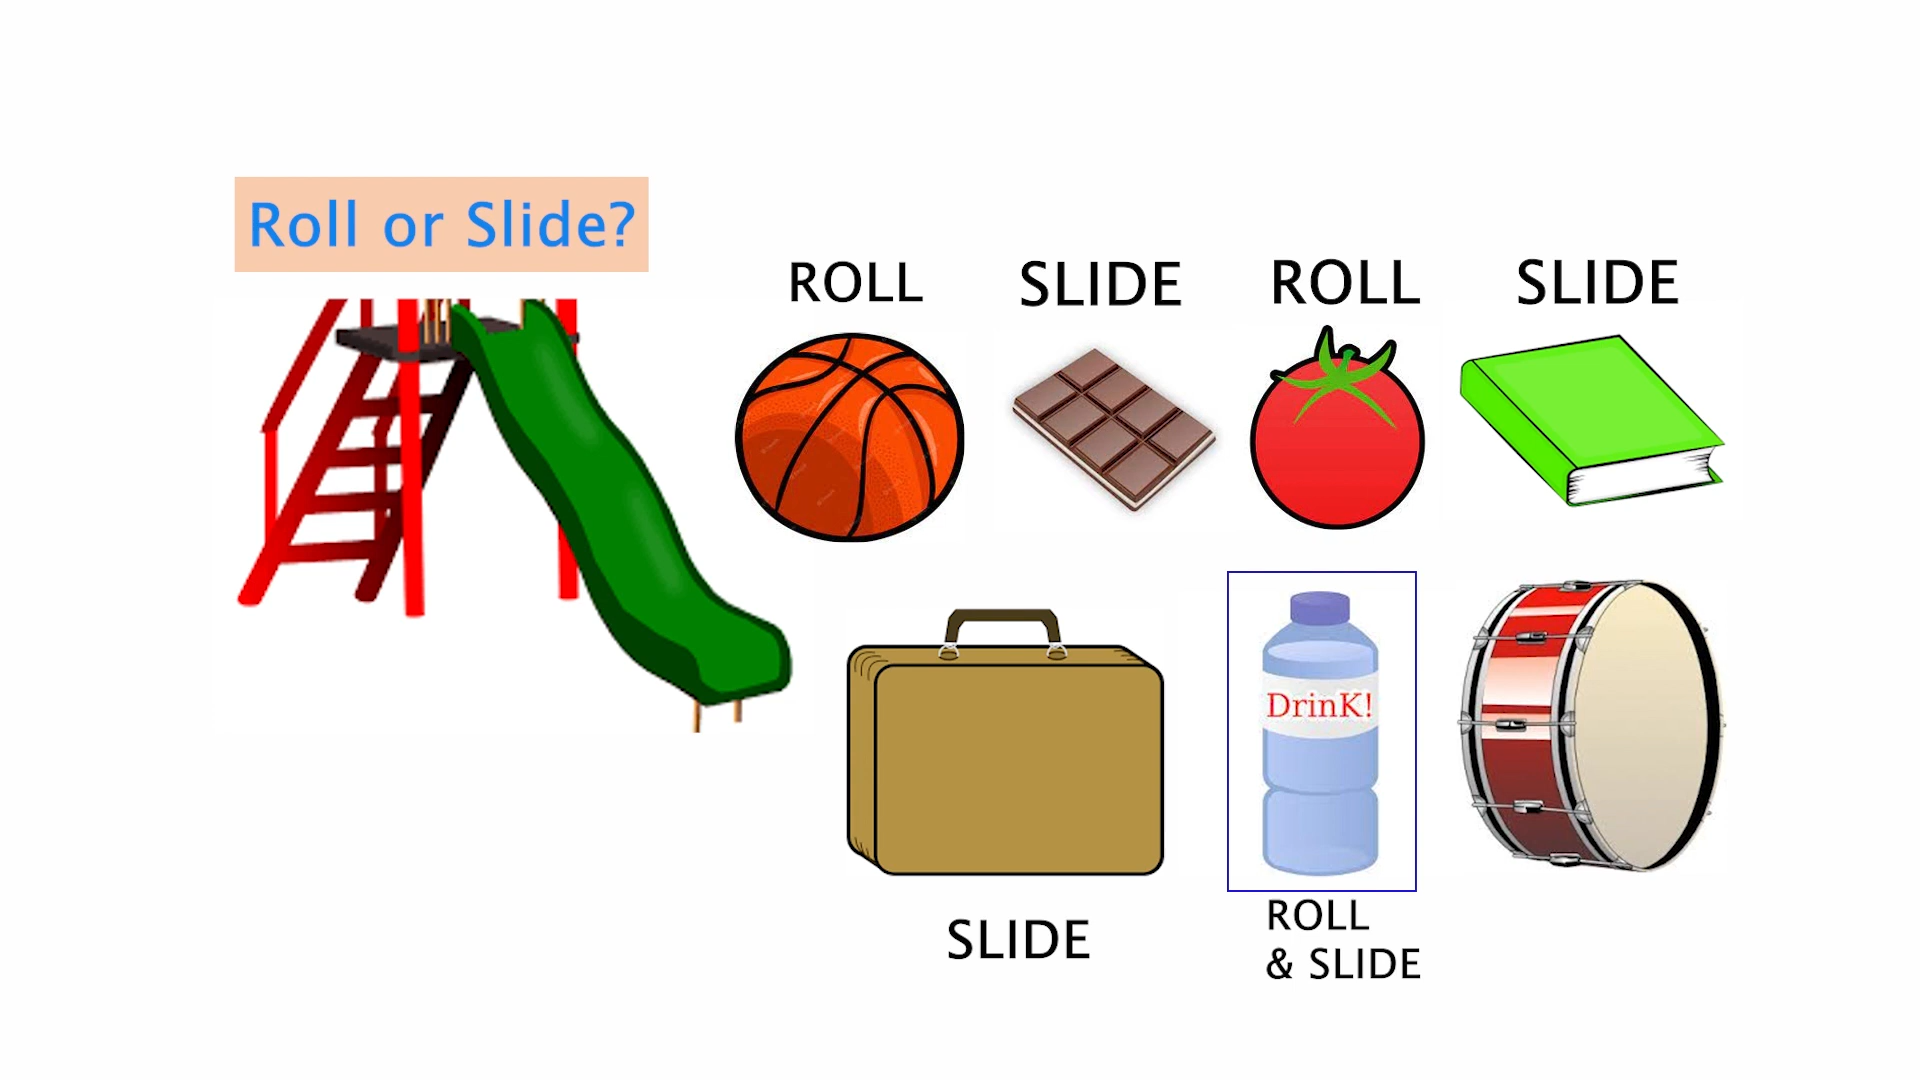 Roll or Slide?
ROLL
SLIDE
ROLL
SLIDE
DrinK!
SLIDE
ROLL
& SLIDE